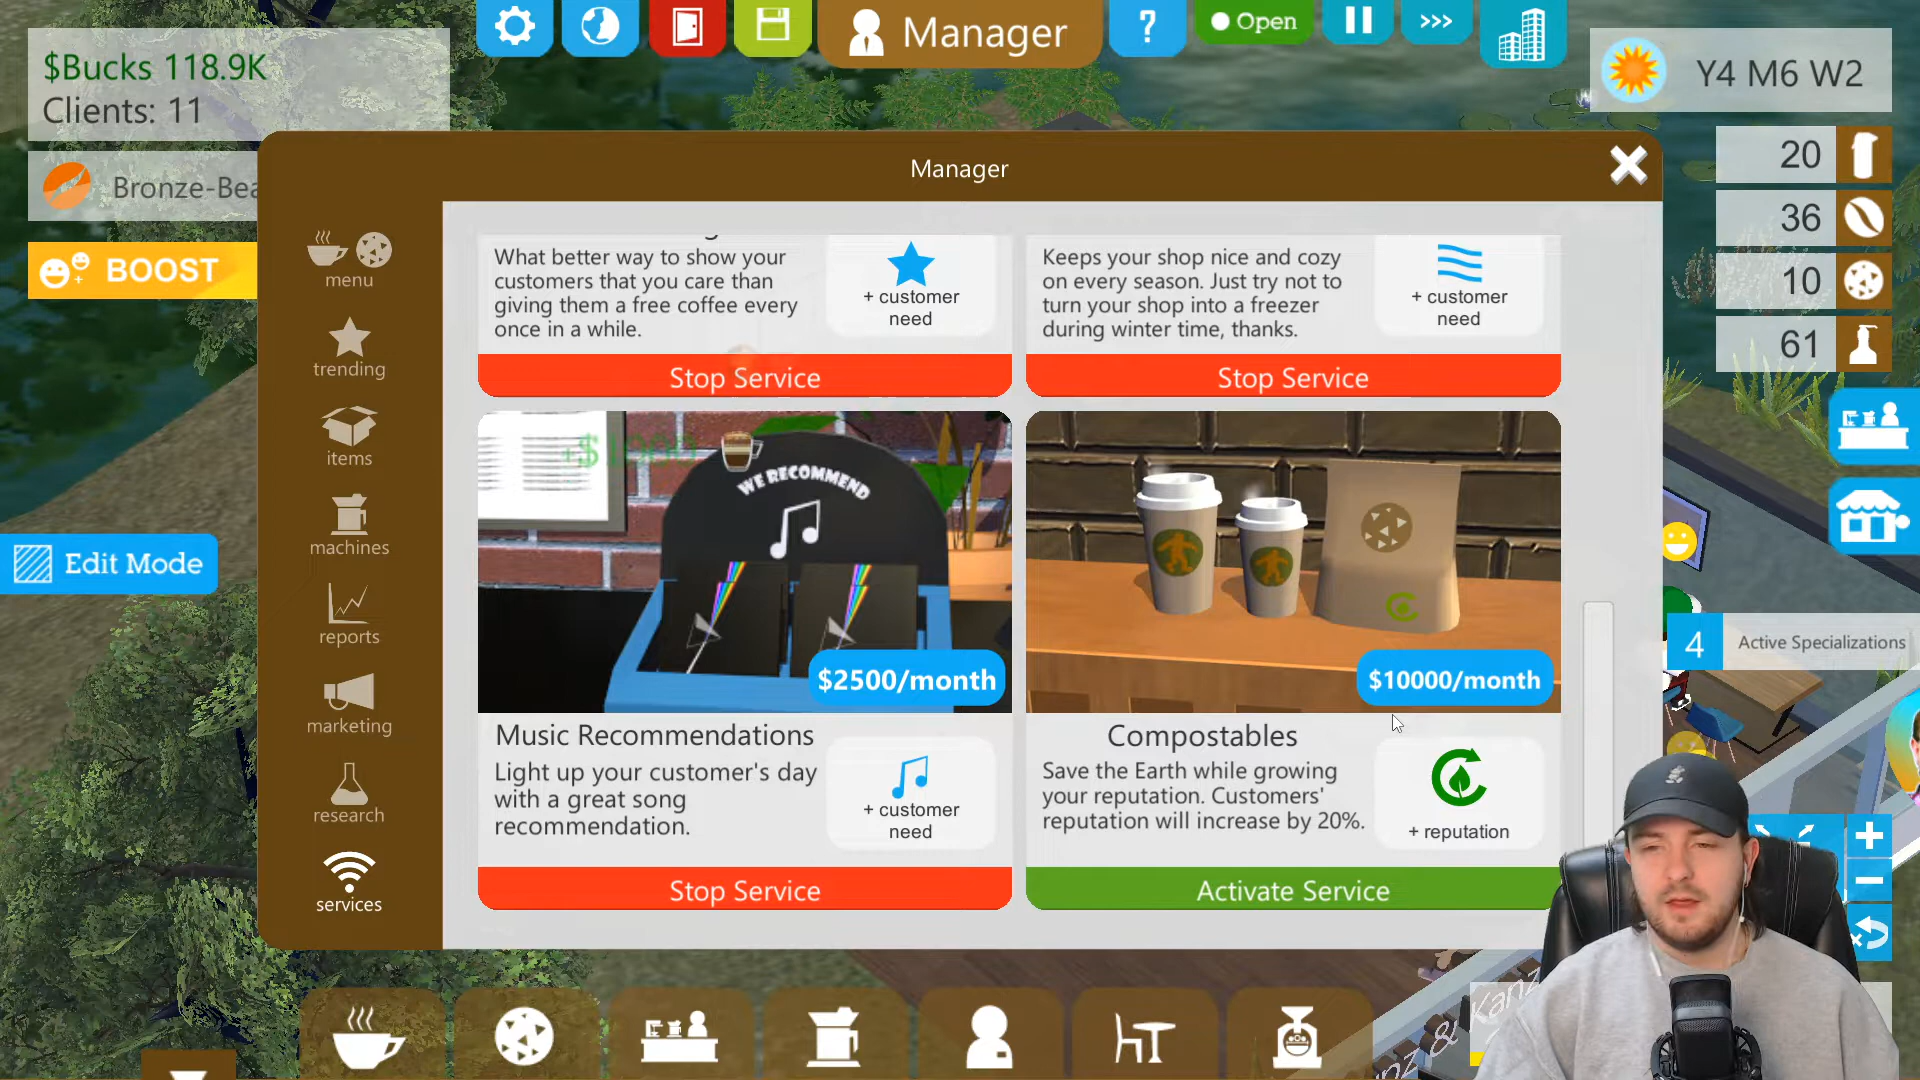 $Bucks 118.9K
Clients: 11
Bronze-Bea
BOOST
Edit Mode
Manager
?
Open
Y4 M6 W2
20
36
10
61
4
Active Specializations
Manager
menu
trending
items
machines
reports
marketing
research
services
What better way to show your
customers that you care than
giving them a free coffee every
once in a while.
+ customer
need
Stop Service
Keeps your shop nice and cozy
on every season. Just try not to
turn your shop into a freezer
during winter time, thanks.
+ customer
need
Stop Service
WE RECOMMEND
$2500/month
Music Recommendations
Light up your customer's day
with a great song
recommendation.
+ customer
need
Stop Service
$10000/month
Compostables
Save the Earth while growing
your reputation. Customers'
reputation will increase by 20%.
+ reputation
Activate Service